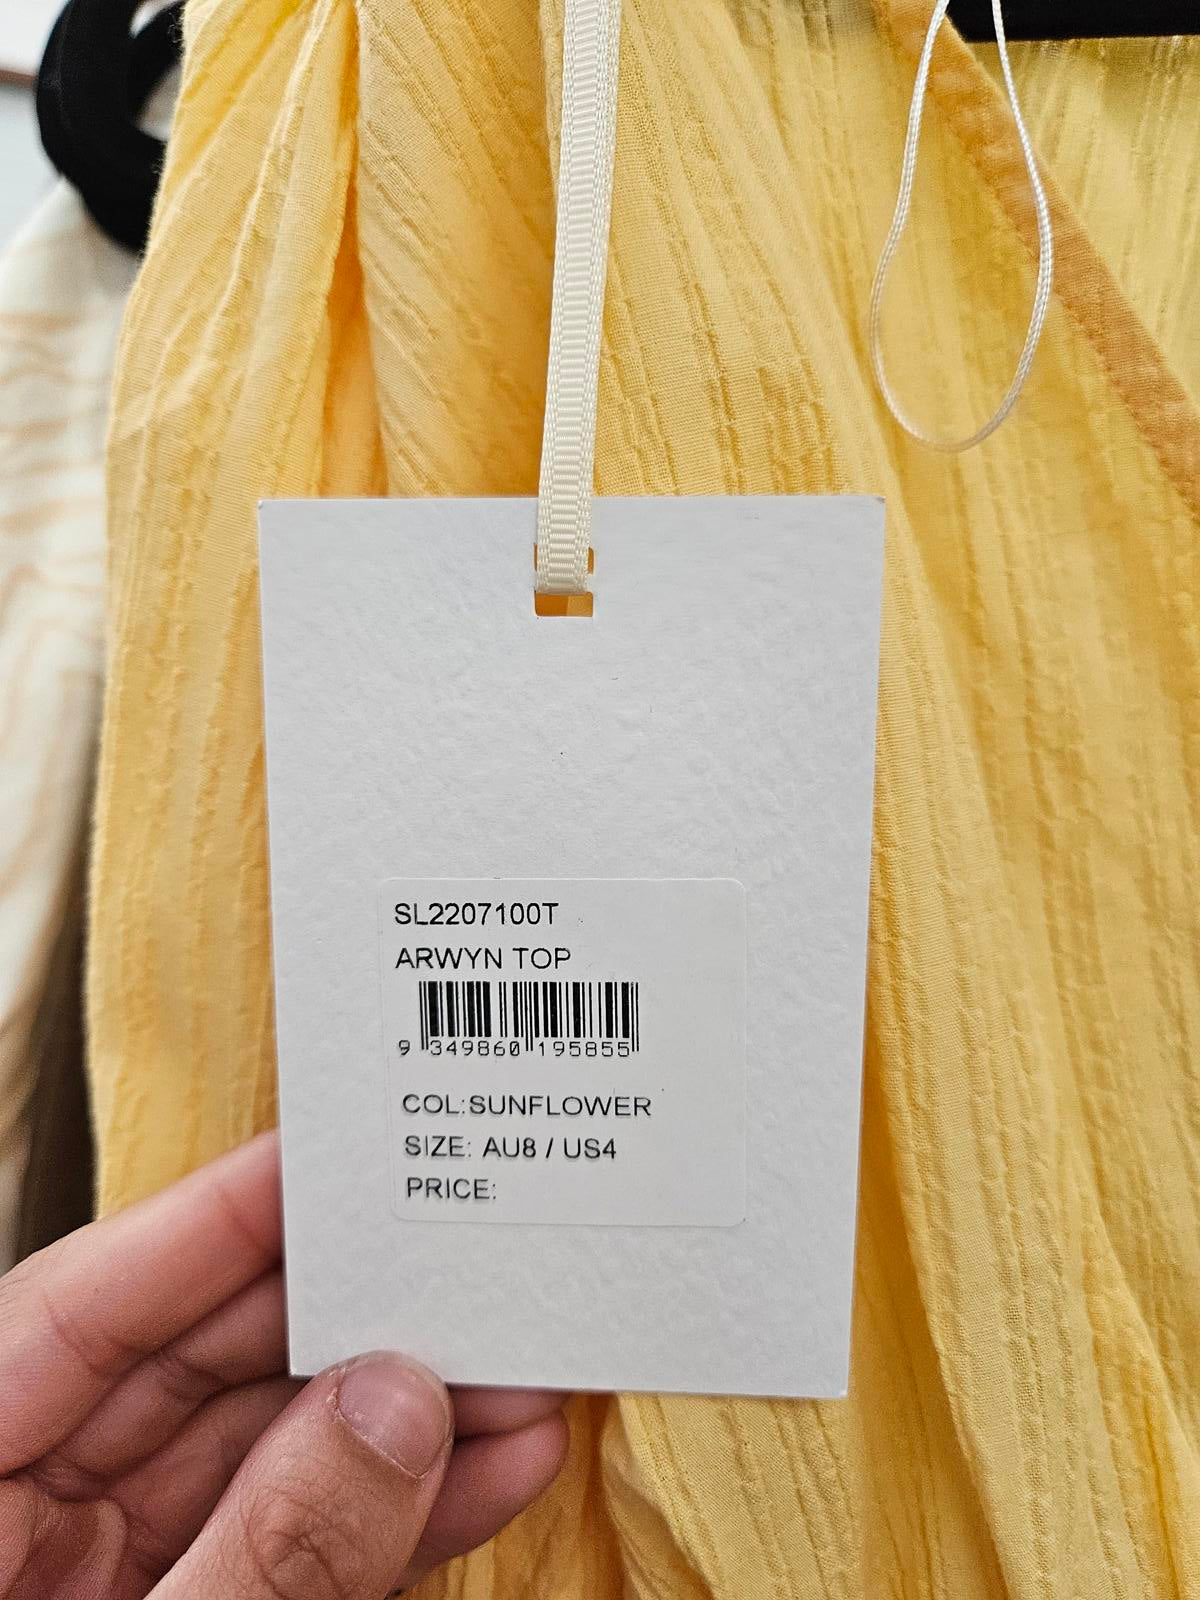 SL2207100T
ARWYN TOP
9 349860 195855
COL:SUNFLOWER
SIZE: AU8 / US4
PRICE: